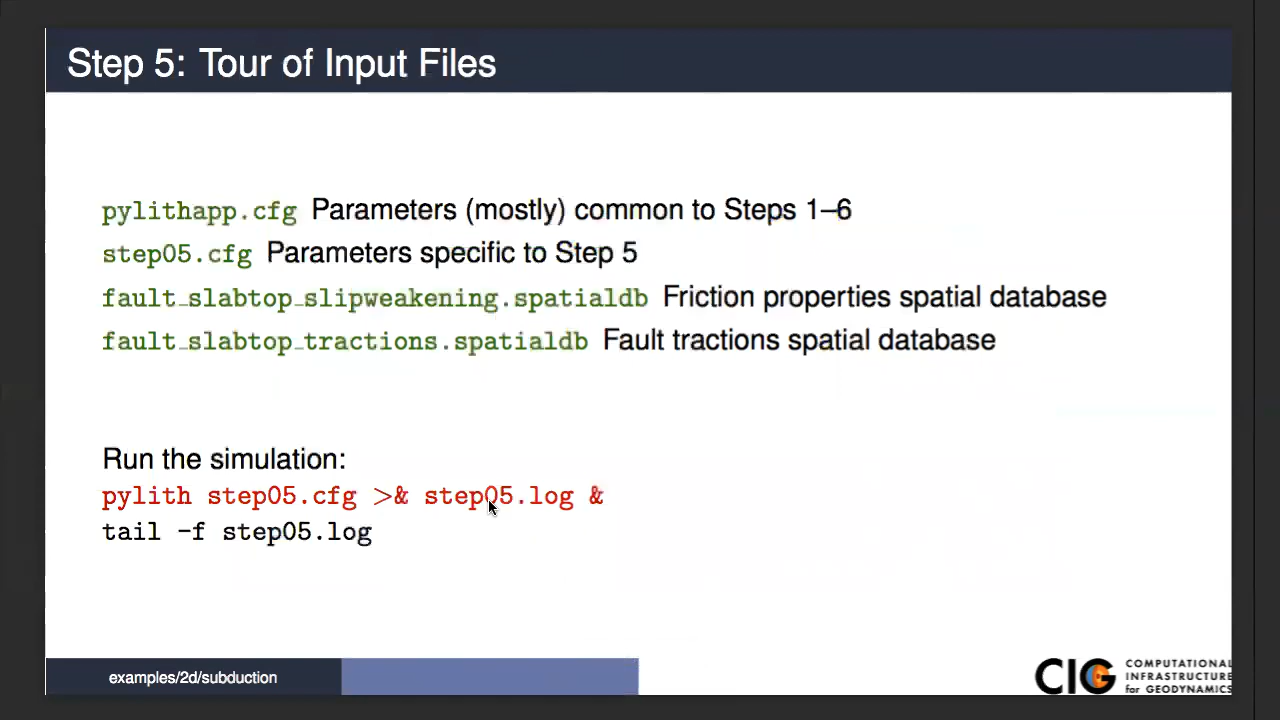 Step 5: Tour of Input Files
pylithapp.cfg Parameters (mostly) common to Steps 1–6
step05.cfg Parameters specific to Step 5
fault_slabtop_slipweakening.spatialdb Friction properties spatial database
fault_slabtop_tractions.spatialdb Fault tractions spatial database
Run the simulation:
pylith step05.cfg >& step05.log &
tail -f step05.log
examples/2d/subduction
CIG
COMPUTATIONAL
INFRASTRUCTURE
for GEODYNAMICS